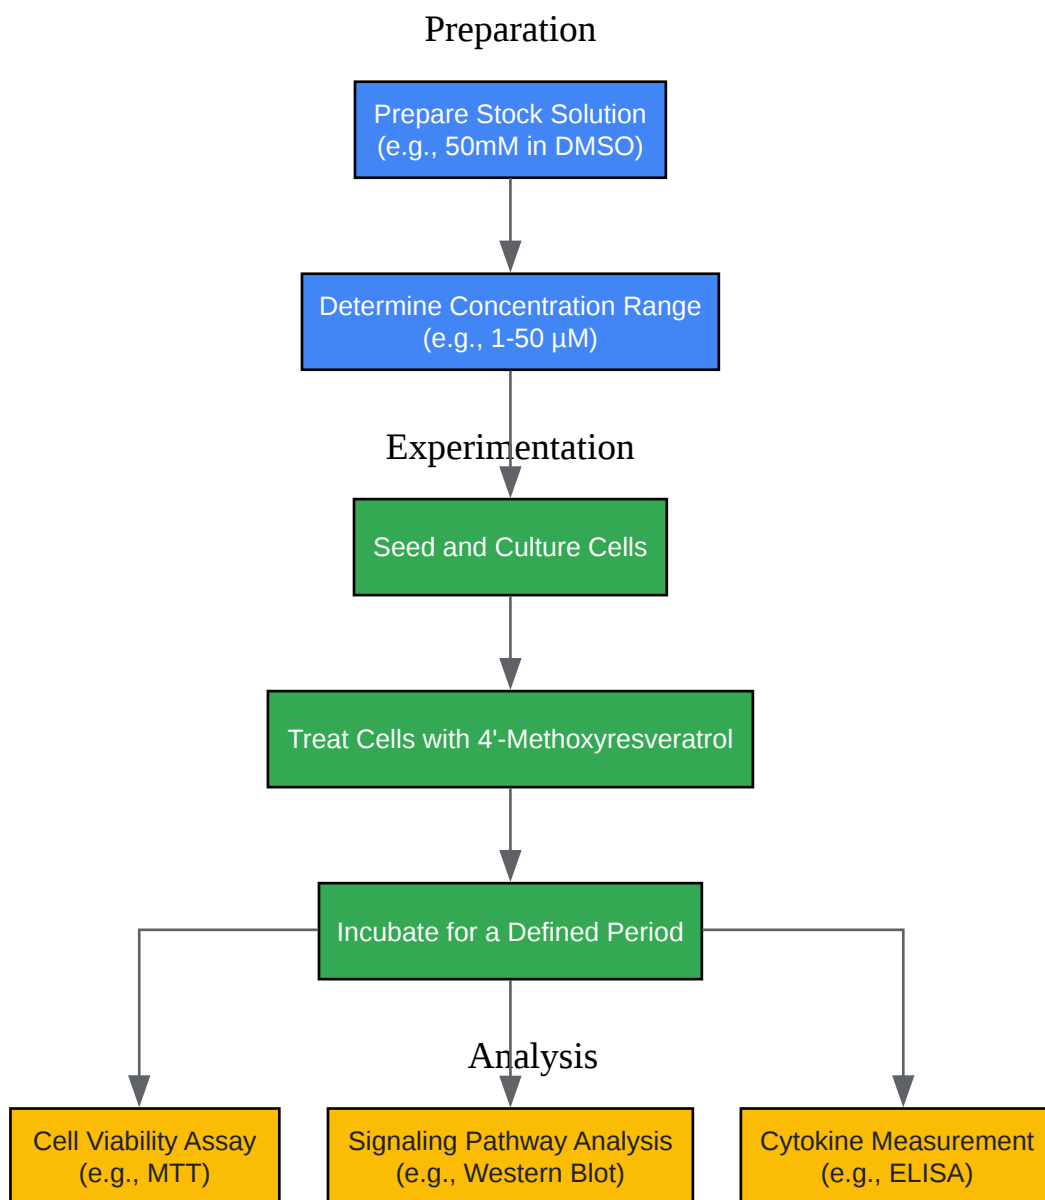 Preparation
Prepare Stock Solution
(e.g., 50mM in DMSO)
Determine Concentration Range
(e.g., 1-50 µM)
Experimentation
Seed and Culture Cells
Treat Cells with 4'-Methoxyresveratrol
Incubate for a Defined Period
Analysis
Cell Viability Assay
(e.g., MTT)
Signaling Pathway Analysis
(e.g., Western Blot)
Cytokine Measurement
(e.g., ELISA)